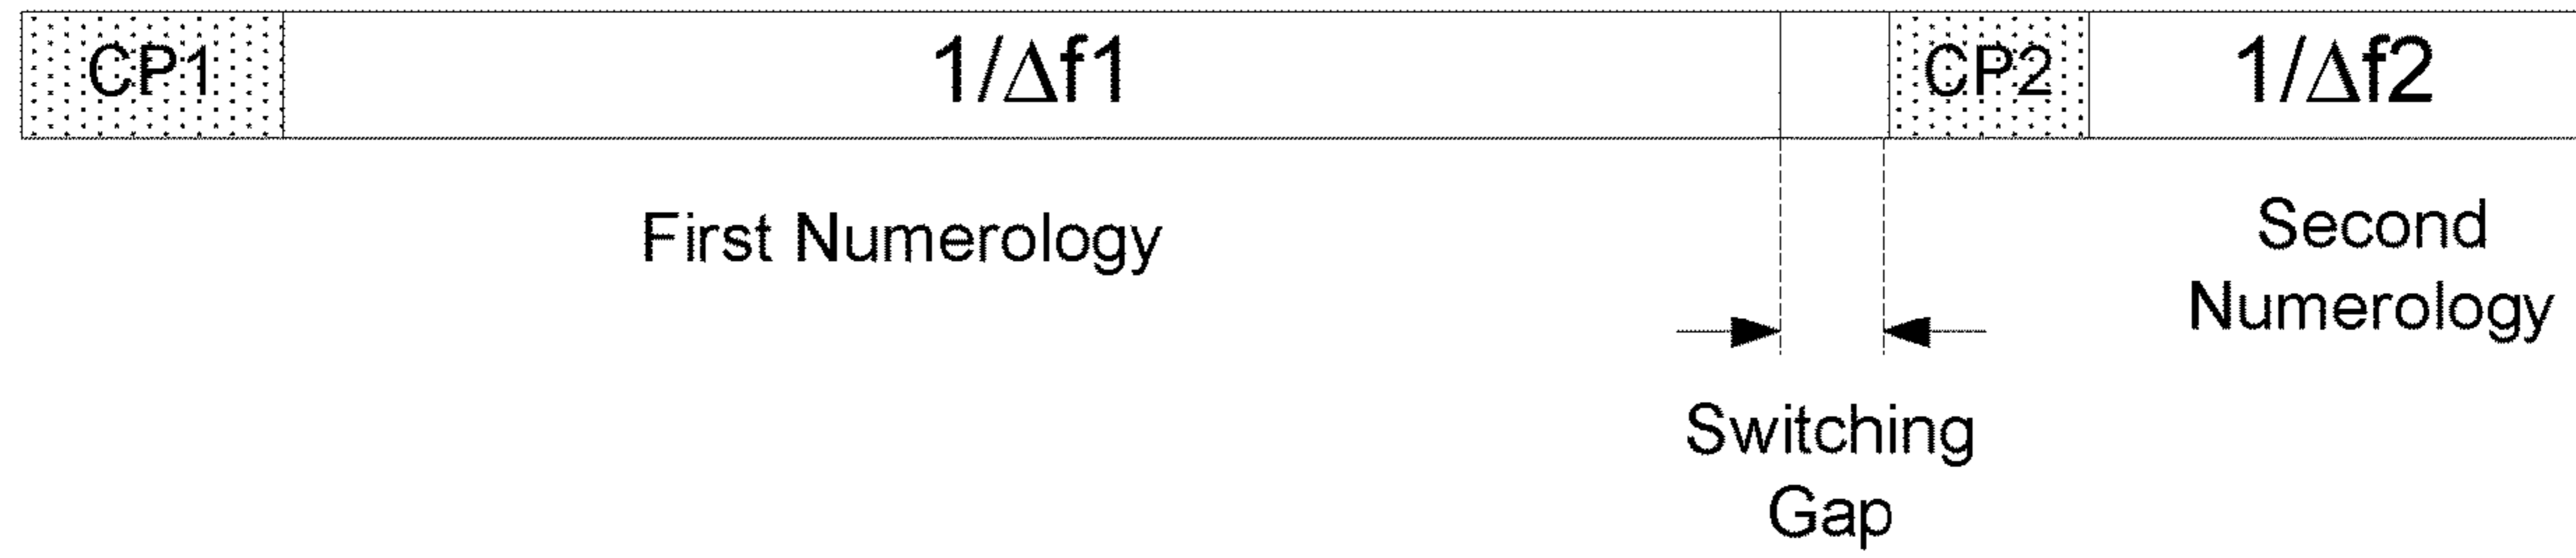 CP1 1/Δf1 CP2 1/Δf2
First Numerology
Second
Numerology
Switching
Gap